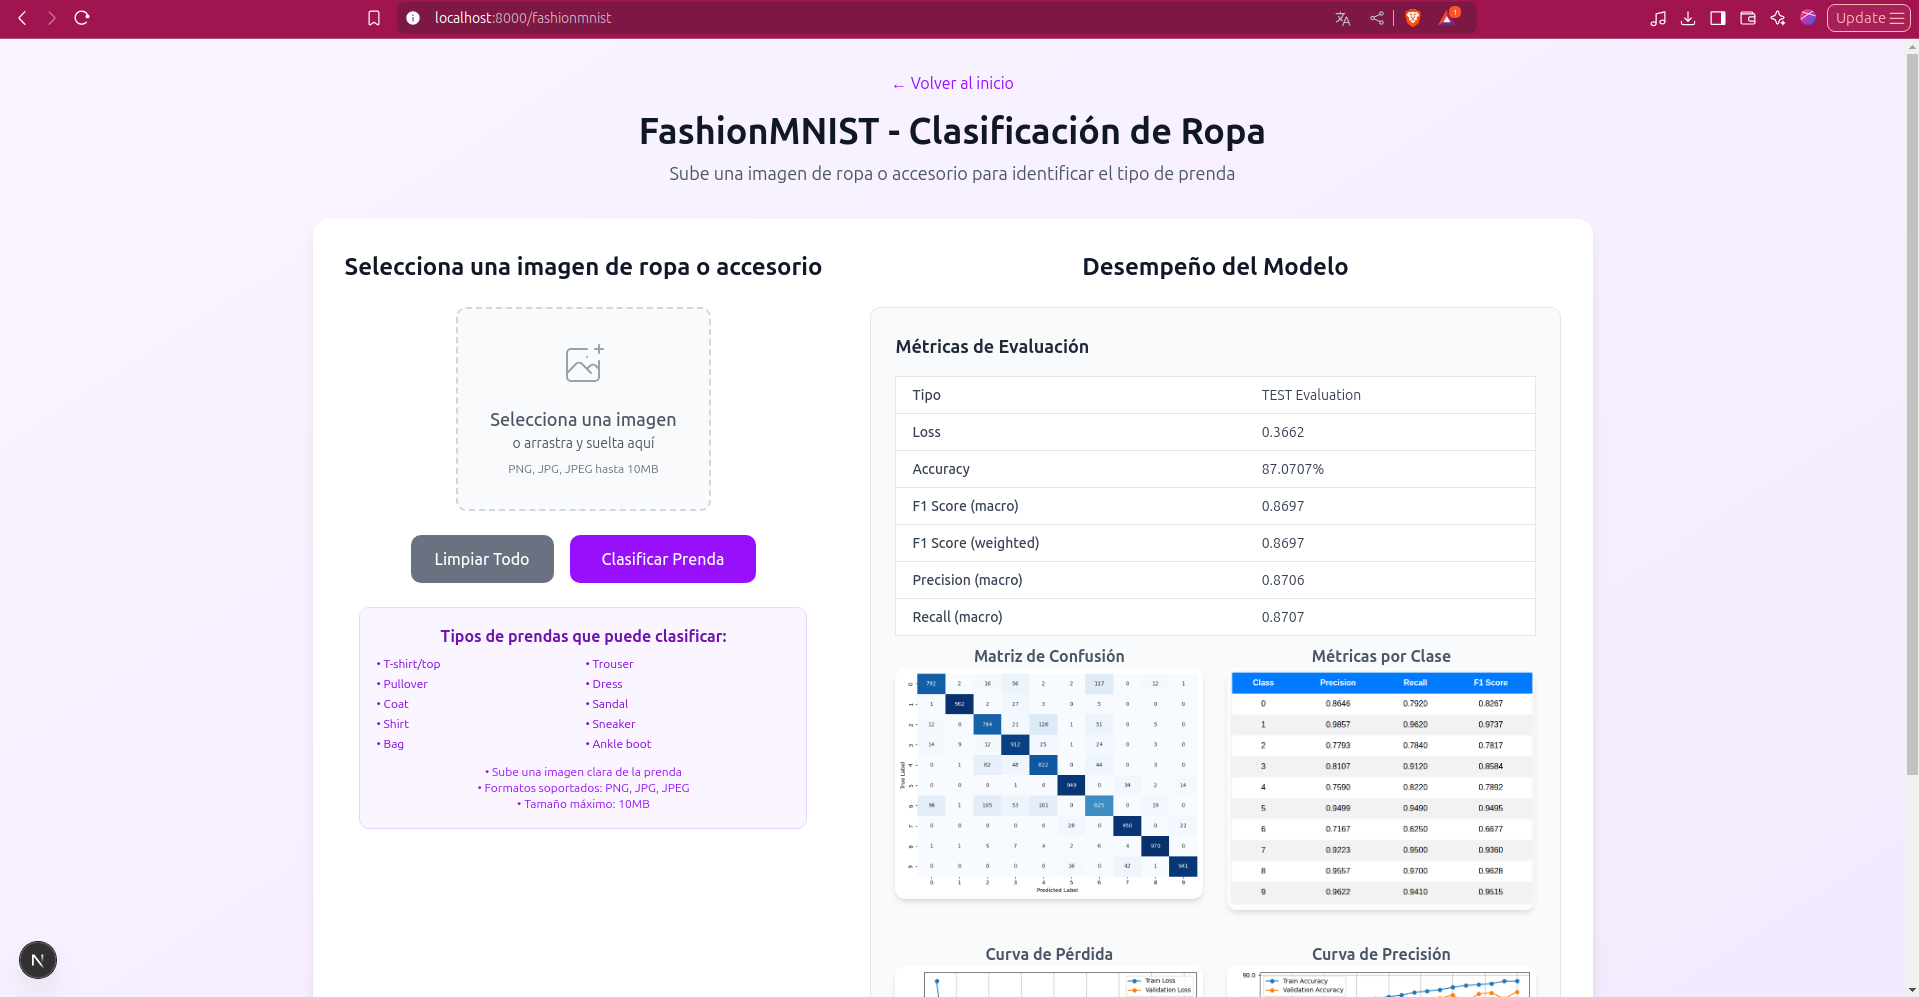 localhost:8000/fashionmnist
Update
← Volver al inicio
FashionMNIST - Clasificación de Ropa
Sube una imagen de ropa o accesorio para identificar el tipo de prenda
Selecciona una imagen de ropa o accesorio
Selecciona una imagen
o arrastra y suelta aquí
PNG, JPG, JPEG hasta 10MB
Limpiar Todo
Clasificar Prenda
Tipos de prendas que puede clasificar:
• T-shirt/top • Trouser
• Pullover • Dress
• Coat • Sandal
• Shirt • Sneaker
• Bag • Ankle boot
• Sube una imagen clara de la prenda
• Formatos soportados: PNG, JPG, JPEG
• Tamaño máximo: 10MB
Desempeño del Modelo
Métricas de Evaluación
Tipo TEST Evaluation
Loss 0.3662
Accuracy 87.0707%
F1 Score (macro) 0.8697
F1 Score (weighted) 0.8697
Precision (macro) 0.8706
Recall (macro) 0.8707
Matriz de Confusión
0 792 2 16 56 2 2 117 0 12 1
1 1 962 2 27 3 0 5 0 0 0
2 12 0 784 21 126 1 51 0 5 0
3 14 9 12 912 25 1 24 0 3 0
4 0 1 82 48 822 0 44 0 3 0
5 0 0 0 1 0 949 0 34 2 14
6 96 1 105 53 101 0 625 0 19 0
7 0 0 0 0 0 28 0 950 0 22
8 1 1 5 7 4 2 6 4 970 0
9 0 0 0 0 0 16 0 42 1 941
0 1 2 3 4 5 6 7 8 9
True Label
Predicted Label
Métricas por Clase
Class Precision Recall F1 Score
0 0.8646 0.7920 0.8267
1 0.9857 0.9620 0.9737
2 0.7793 0.7840 0.7817
3 0.8107 0.9120 0.8584
4 0.7590 0.8220 0.7892
5 0.9499 0.9490 0.9495
6 0.7167 0.6250 0.6677
7 0.9223 0.9500 0.9360
8 0.9557 0.9700 0.9628
9 0.9622 0.9410 0.9515
Curva de Pérdida
Train Loss
Validation Loss
Curva de Precisión
90.0
Train Accuracy
Validation Accuracy
N